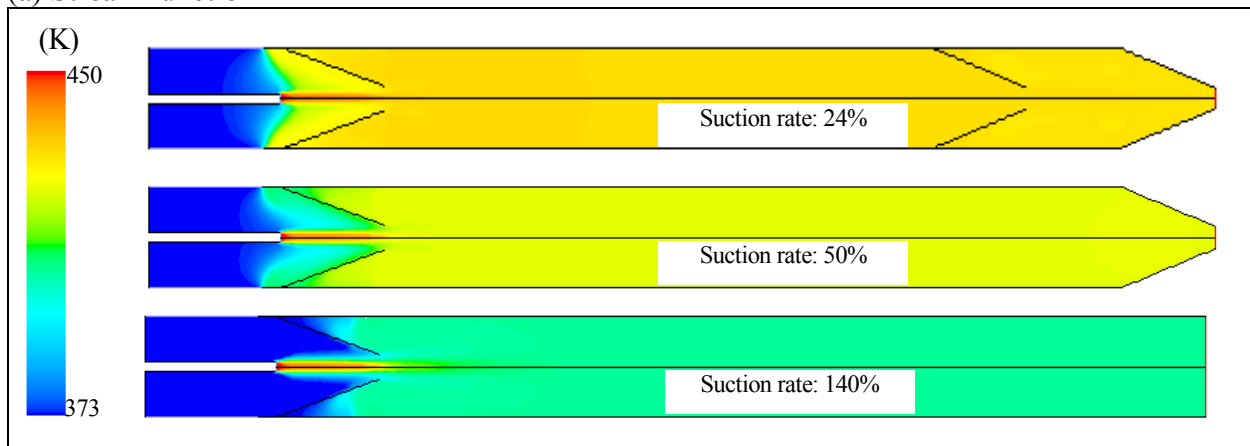 (K)
450
373
Suction rate: 24%
Suction rate: 50%
Suction rate: 140%